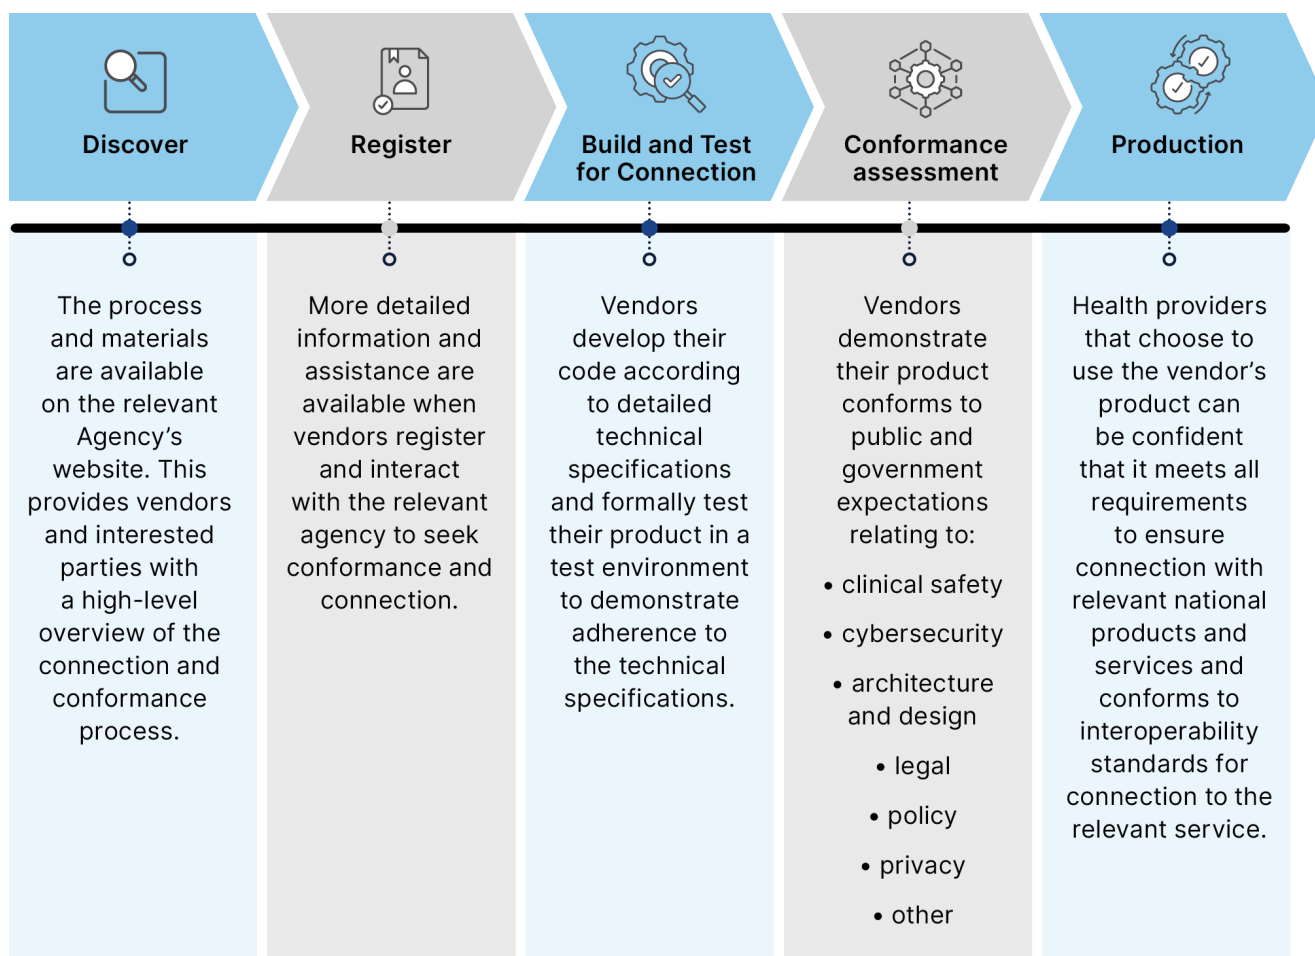 Discover
Register
Build and Test
for Connection
Conformance
assessment
Production
The process
and materials
are available
on the relevant
Agency’s
website. This
provides vendors
and interested
parties with
a high-level
overview of the
connection and
conformance
process.
More detailed
information and
assistance are
available when
vendors register
and interact
with the relevant
agency to seek
conformance and
connection.
Vendors
develop their
code according
to detailed
technical
specifications
and formally test
their product in a
test environment
to demonstrate
adherence to
the technical
specifications.
Vendors
demonstrate
their product
conforms to
public and
government
expectations
relating to:
• clinical safety
• cybersecurity
• architecture
and design
• legal
• policy
• privacy
• other
Health providers
that choose to
use the vendor’s
product can
be confident
that it meets all
requirements
to ensure
connection with
relevant national
products and
services and
conforms to
interoperability
standards for
connection to the
relevant service.